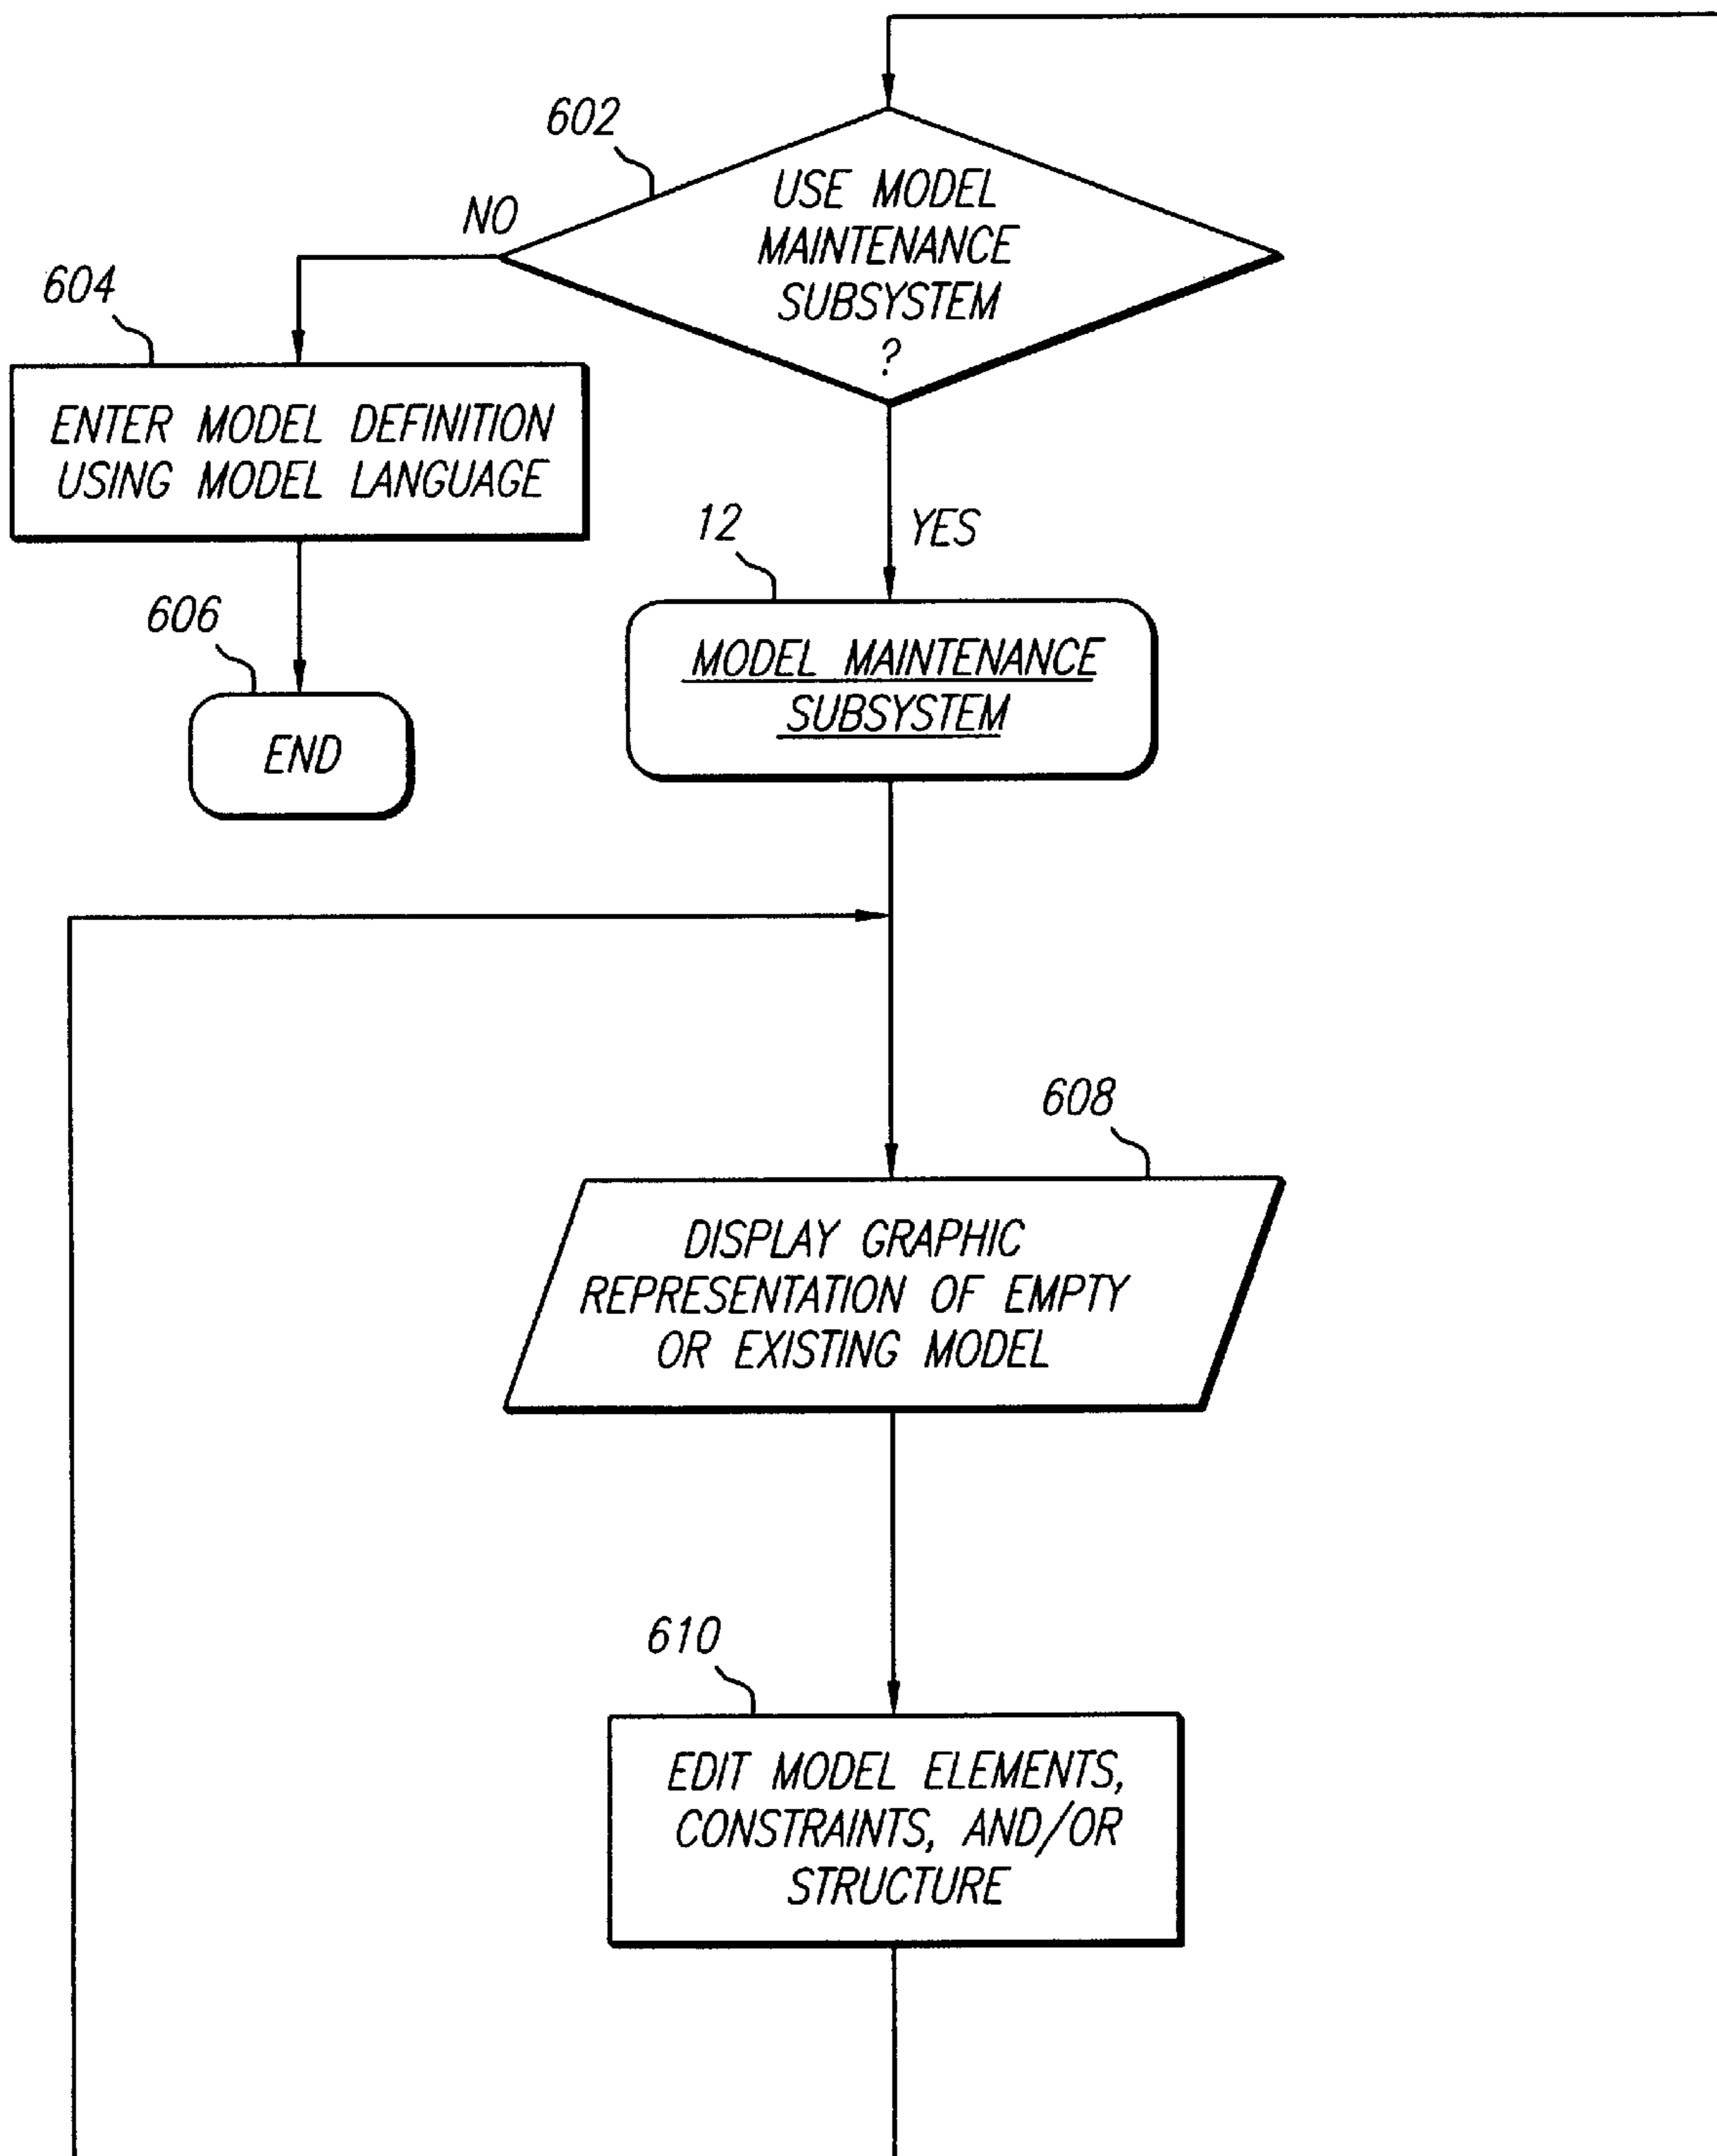 602
USE MODEL
MAINTENANCE
SUBSYSTEM
?
NO
604
ENTER MODEL DEFINITION
USING MODEL LANGUAGE
12
YES
606
END
MODEL MAINTENANCE
SUBSYSTEM
608
DISPLAY GRAPHIC
REPRESENTATION OF EMPTY
OR EXISTING MODEL
610
EDIT MODEL ELEMENTS,
CONSTRAINTS, AND/OR
STRUCTURE